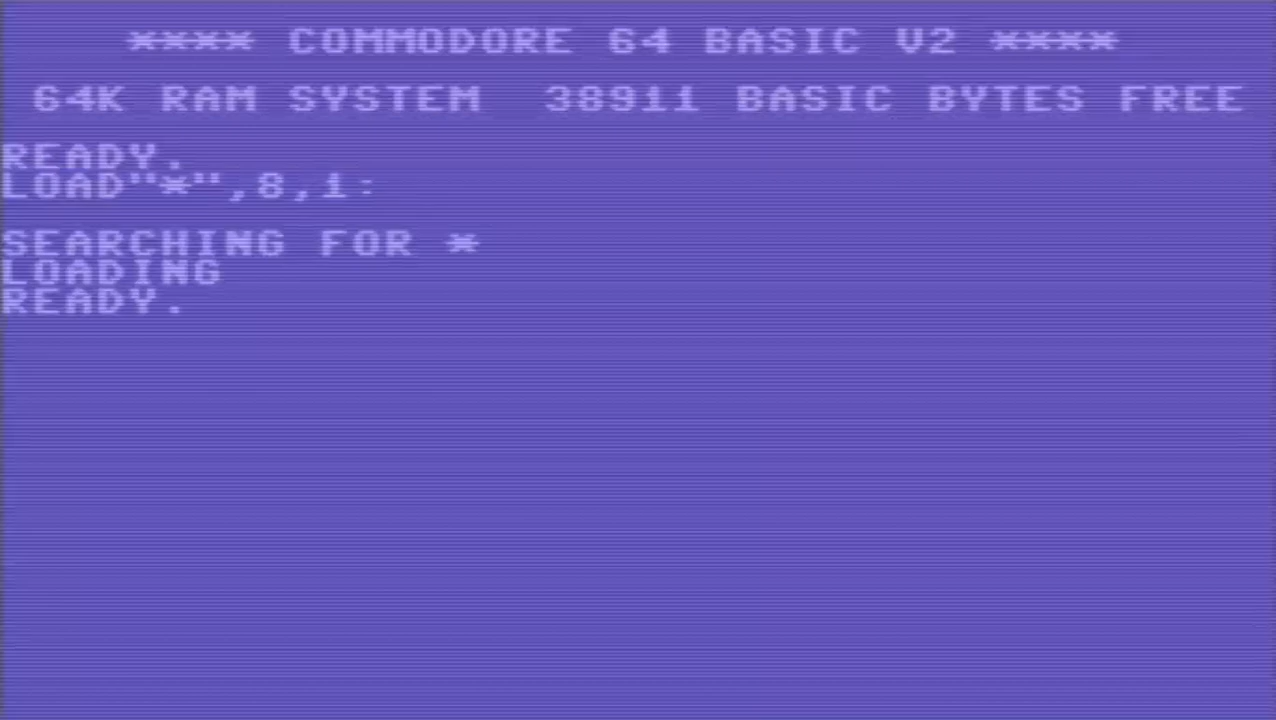 **** COMMODORE 64 BASIC V2 ****
64K RAM SYSTEM  38911 BASIC BYTES FREE
READY.
LOAD"*",8,1:
SEARCHING FOR *
LOADING
READY.